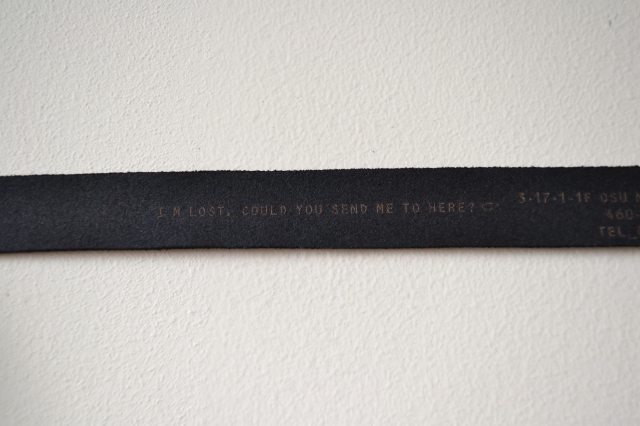 I'M LOST. COULD YOU SEND ME TO HERE?
3-17-1-1F OSU
460
TEL